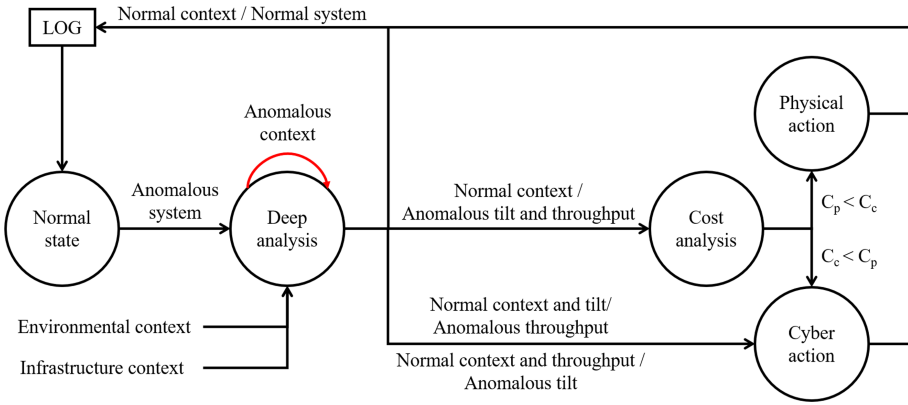 Normal context / Normal system
LOG
Physical
action
Anomalous
context
Anomalous
system
Normal
state
Deep
analysis
Normal context /
Anomalous tilt and throughput
Cost
analysis
Cp < Cc
Cc < Cp
Normal context and tilt/
Anomalous throughput
Environmental context
Cyber
action
Infrastructure context
Normal context and throughput /
Anomalous tilt